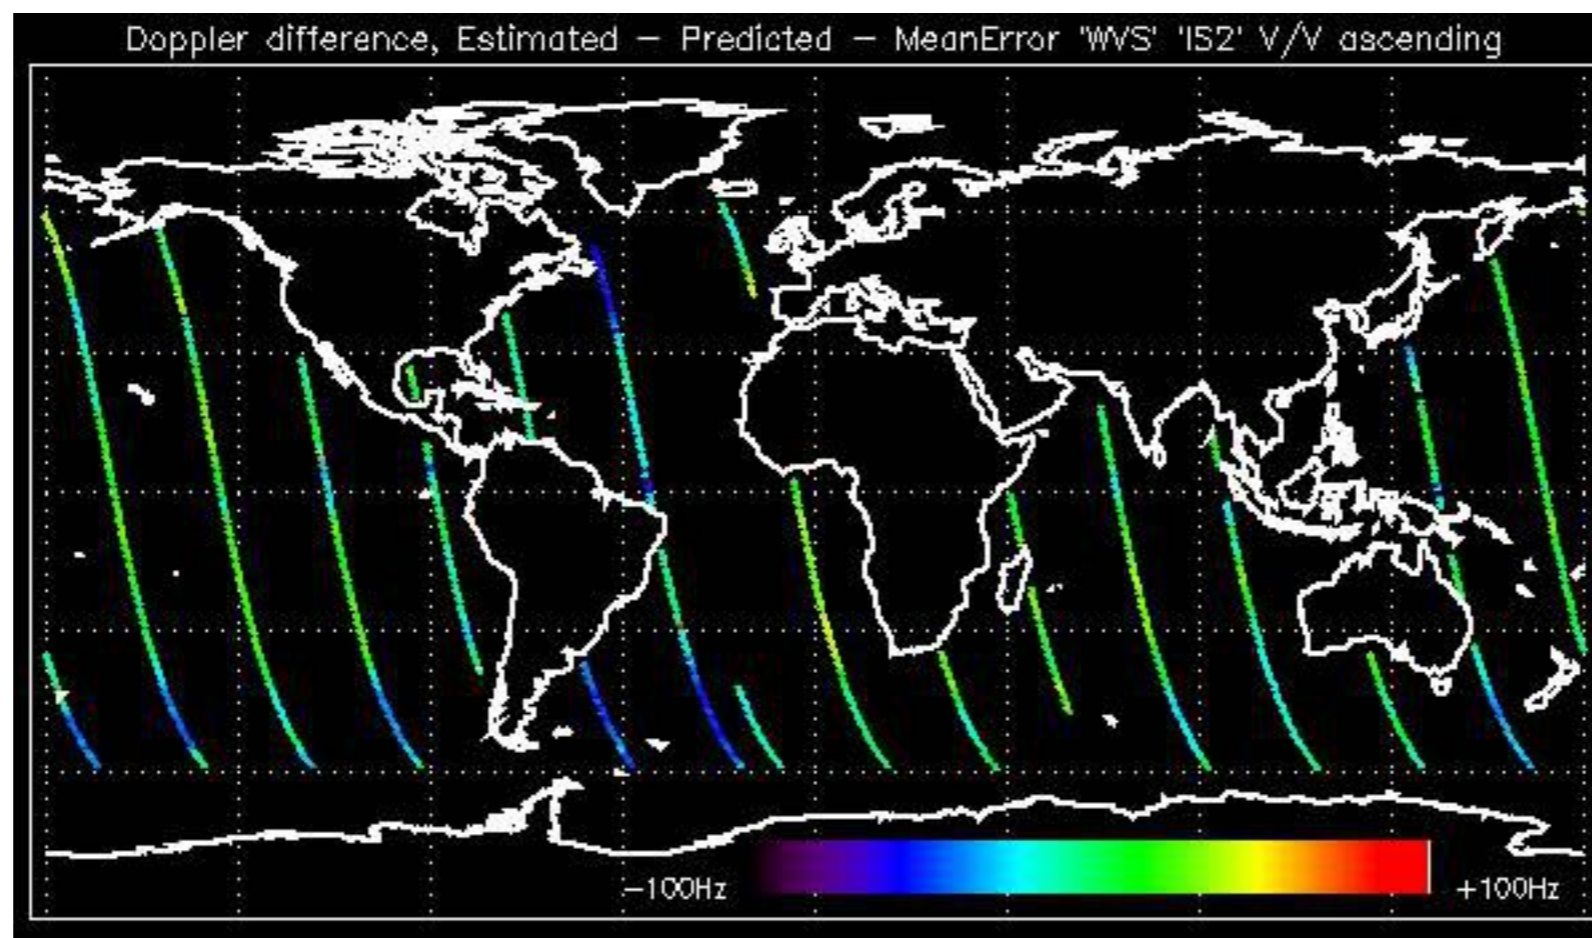 Doppler difference, Estimated – Predicted – MeanError 'WVS' 'IS2' V/V ascending
-100Hz
+100Hz